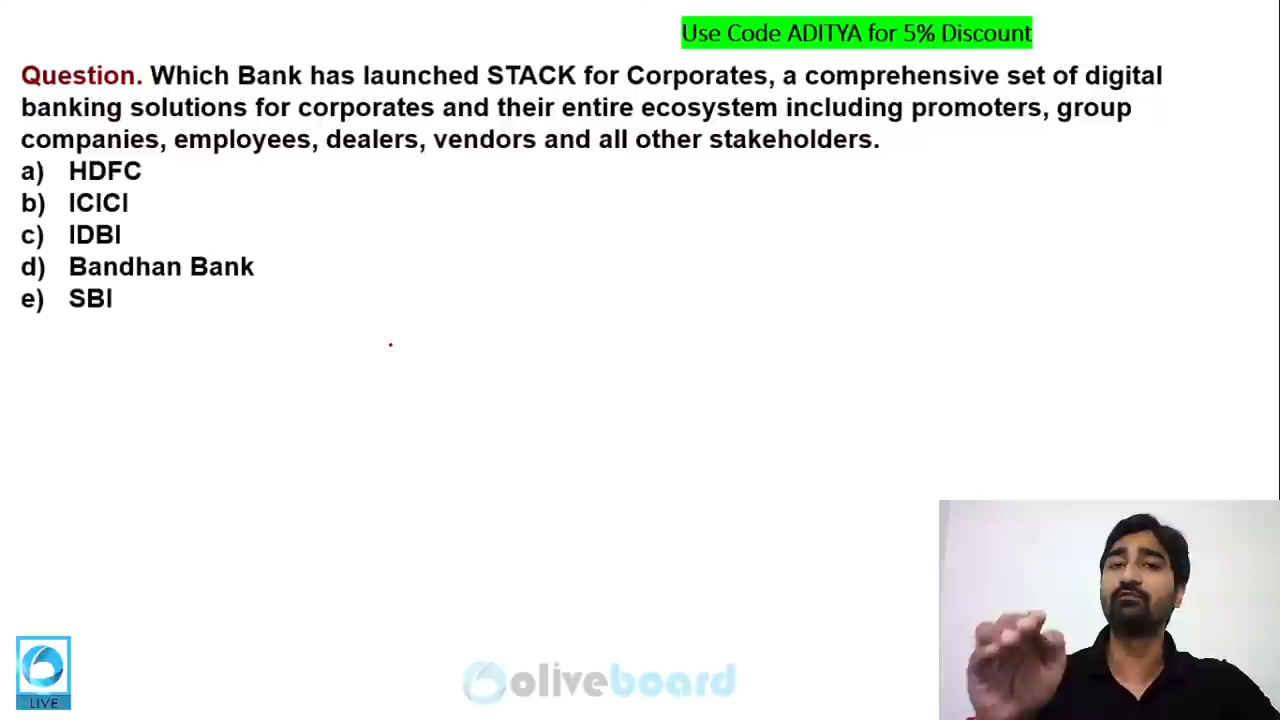 Use Code ADITYA for 5% Discount
Question. Which Bank has launched STACK for Corporates, a comprehensive set of digital
banking solutions for corporates and their entire ecosystem including promoters, group
companies, employees, dealers, vendors and all other stakeholders.
a) HDFC
b) ICICI
c) IDBI
d) Bandhan Bank
e) SBI
LIVE
oliveboard